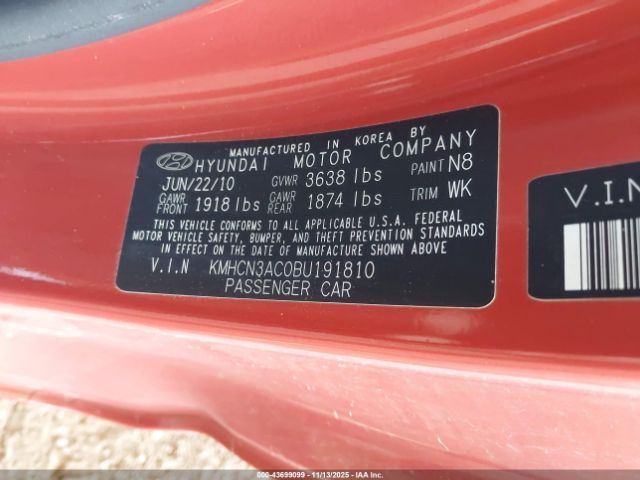 MANUFACTURED IN KOREA BY
HYUNDAI MOTOR COMPANY
JUN/22/10 GVWR 3638 lbs PAINT N8
GAWR FRONT 1918 lbs GAWR REAR 1874 lbs TRIM WK
THIS VEHICLE CONFORMS TO ALL APPLICABLE U.S.A. FEDERAL
MOTOR VEHICLE SAFETY, BUMPER, AND THEFT PREVENTION STANDARDS
IN EFFECT ON THE DATE OF MANUFACTURE SHOWN ABOVE.
V.I.N KMHCN3AC0BU191810
PASSENGER CAR
V.I.N
000-43699099 | 11/13/2025 | IAAI.com